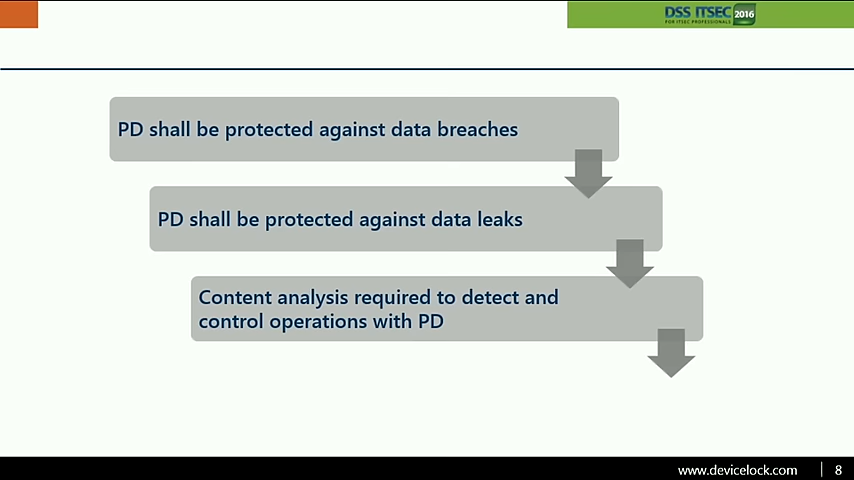 DSS ITSEC 2016
FOR ITSEC PROFESSIONALS
PD shall be protected against data breaches
PD shall be protected against data leaks
Content analysis required to detect and
control operations with PD
www.devicelock.com 8